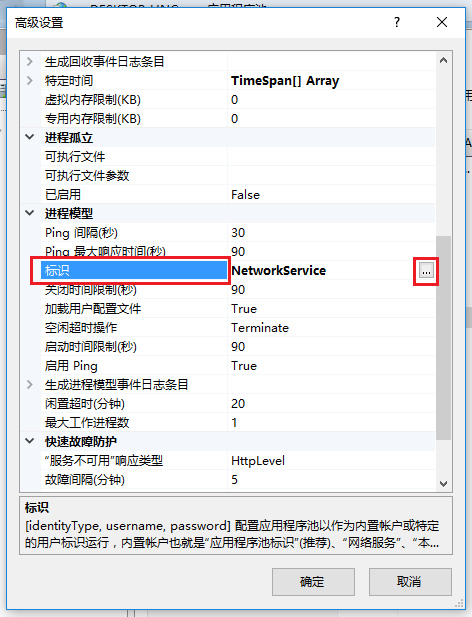 应用程序池
高级设置
生成回收事件日志条目
特定时间 TimeSpan[] Array
虚拟内存限制(KB) 0
专用内存限制(KB) 0
进程孤立
可执行文件
可执行文件参数
已启用 False
进程模型
Ping 间隔(秒) 30
Ping 最大响应时间(秒) 90
标识 NetworkService ...
关闭时间限制(秒) 90
加载用户配置文件 True
空闲超时操作 Terminate
启动时间限制(秒) 90
启用 Ping True
生成进程模型事件日志条目
闲置超时(分钟) 20
最大工作进程数 1
快速故障防护
“服务不可用”响应类型 HttpLevel
故障间隔(分钟) 5
标识
[identityType, username, password] 配置应用程序池以作为内置帐户或特定
的用户标识运行，内置帐户也就是“应用程序池标识”(推荐)、“网络服务”、“本...
确定 取消